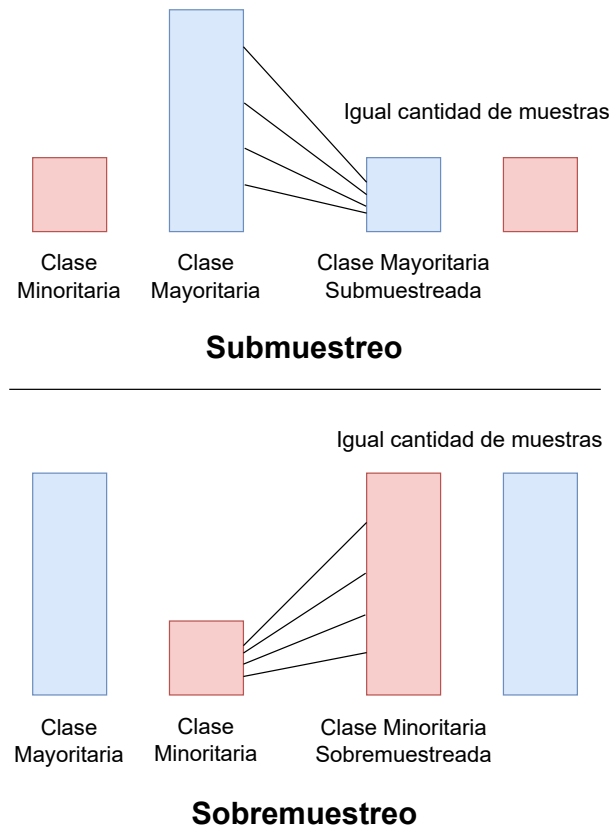 Igual cantidad de muestras
Clase
Minoritaria
Clase
Mayoritaria
Clase Mayoritaria
Submuestreada
Submuestreo
Igual cantidad de muestras
Clase
Mayoritaria
Clase
Minoritaria
Clase Minoritaria
Sobremuestreada
Sobremuestreo